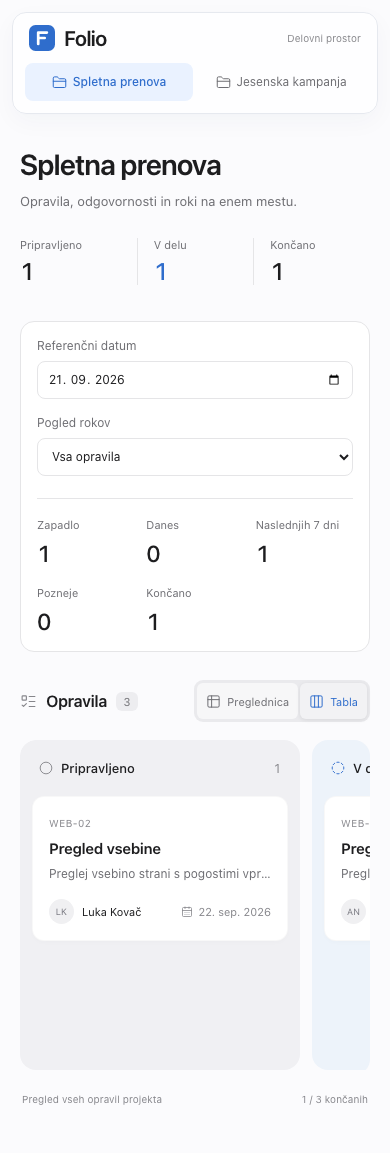 F Folio
Delovni prostor
Spletna prenova
Jesenska kampanja
Spletna prenova
Opravila, odgovornosti in roki na enem mestu.
Pripravljeno
V delu
Končano
1
1
1
Referenčni datum
21. 09. 2026
Pogled rokov
Vsa opravila
Zapadlo
Danes
Naslednjih 7 dni
1
0
1
Pozneje
Končano
0
1
Opravila 3
Preglednica
Tabla
Pripravljeno 1
WEB-02
Pregled vsebine
Preglej vsebino strani s pogostimi vpr...
LK Luka Kovač
22. sep. 2026
V d
WEB-
Preg
Pregl
AN
Pregled vseh opravil projekta
1 / 3 končanih